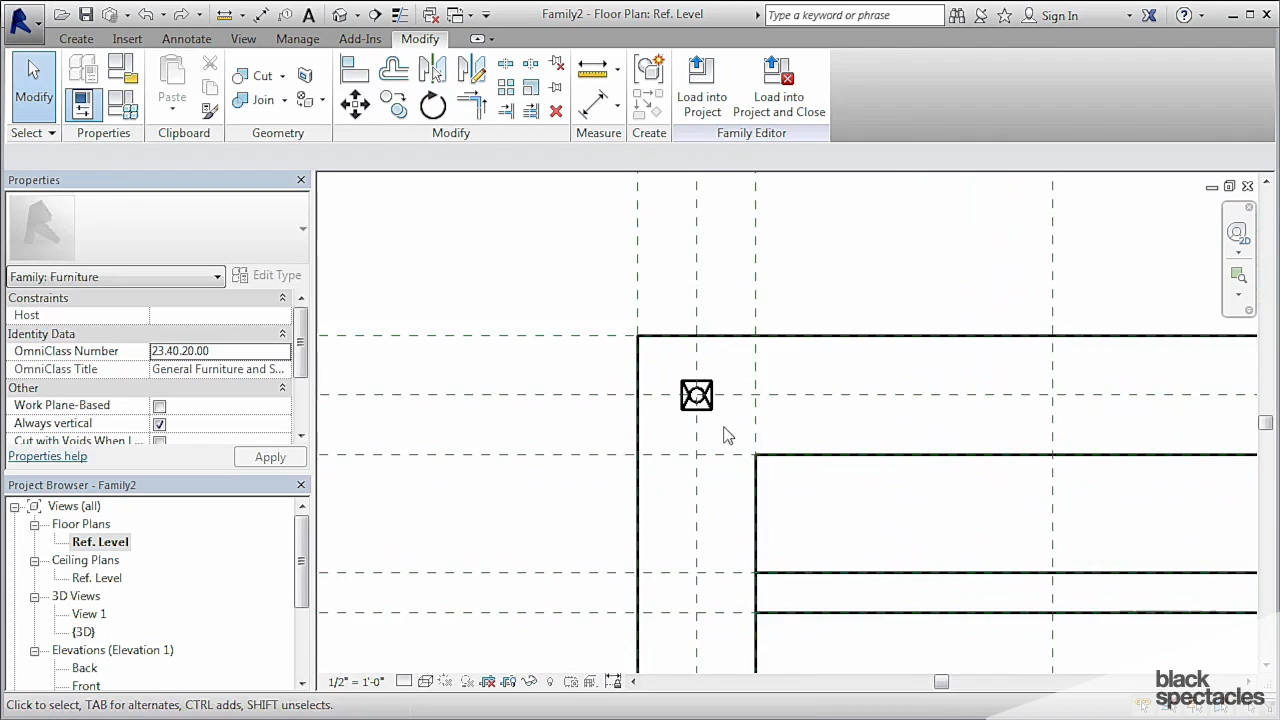 Family2 - Floor Plan: Ref. Level
Type a keyword or phrase
Sign In
Create Insert Annotate View Manage Add-Ins Modify
Modify
Paste
Cut
Join
Load into Project
Load into Project and Close
Select Properties Clipboard Geometry Modify Measure Create Family Editor
Properties
Family: Furniture
Edit Type
Constraints
Host
Identity Data
OmniClass Number 23.40.20.00
OmniClass Title General Furniture and S...
Other
Work Plane-Based
Always vertical
Cut with Voids When L
Properties help
Apply
Project Browser - Family2
Views (all)
Floor Plans
Ref. Level
Ceiling Plans
Ref. Level
3D Views
View 1
{3D}
Elevations (Elevation 1)
Back
Front
2D
1/2" = 1'-0"
Click to select, TAB for alternates, CTRL adds, SHIFT unselects.
black
spectacles